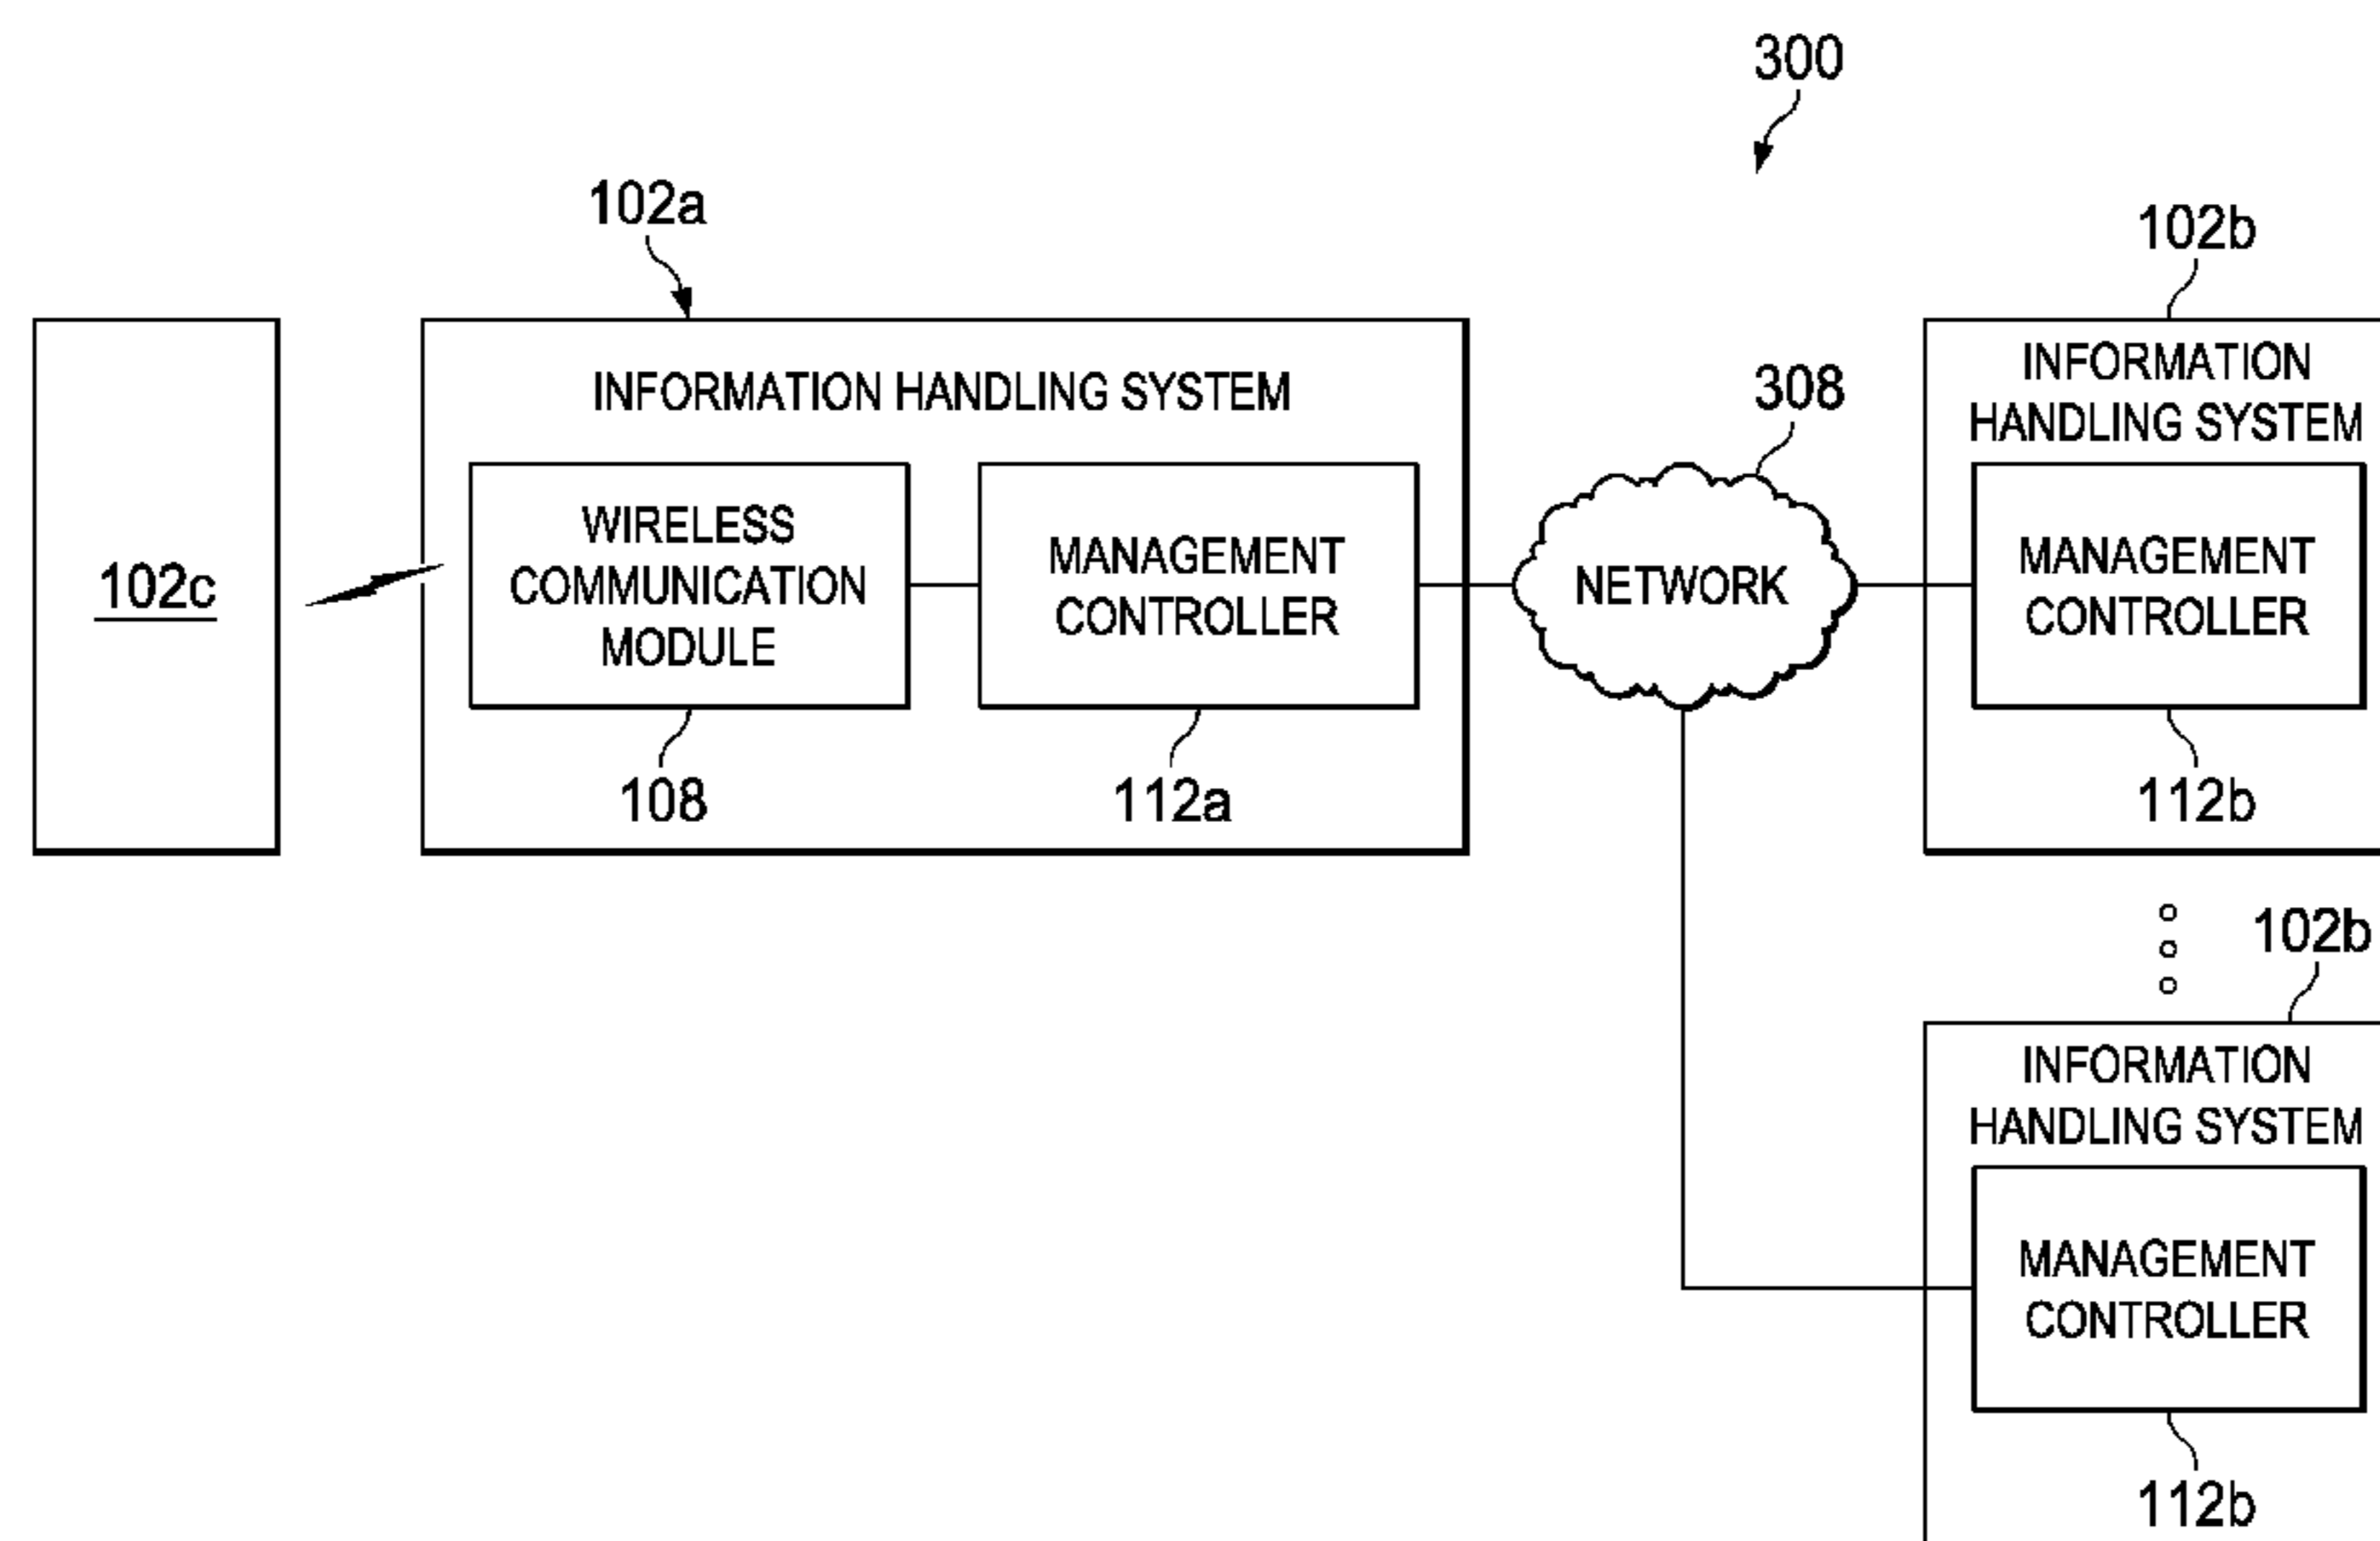 300
102a
102b
INFORMATION HANDLING SYSTEM
308
INFORMATION
HANDLING SYSTEM
102c
WIRELESS
COMMUNICATION
MODULE
MANAGEMENT
CONTROLLER
NETWORK
MANAGEMENT
CONTROLLER
108
112a
112b
102b
INFORMATION
HANDLING SYSTEM
MANAGEMENT
CONTROLLER
112b